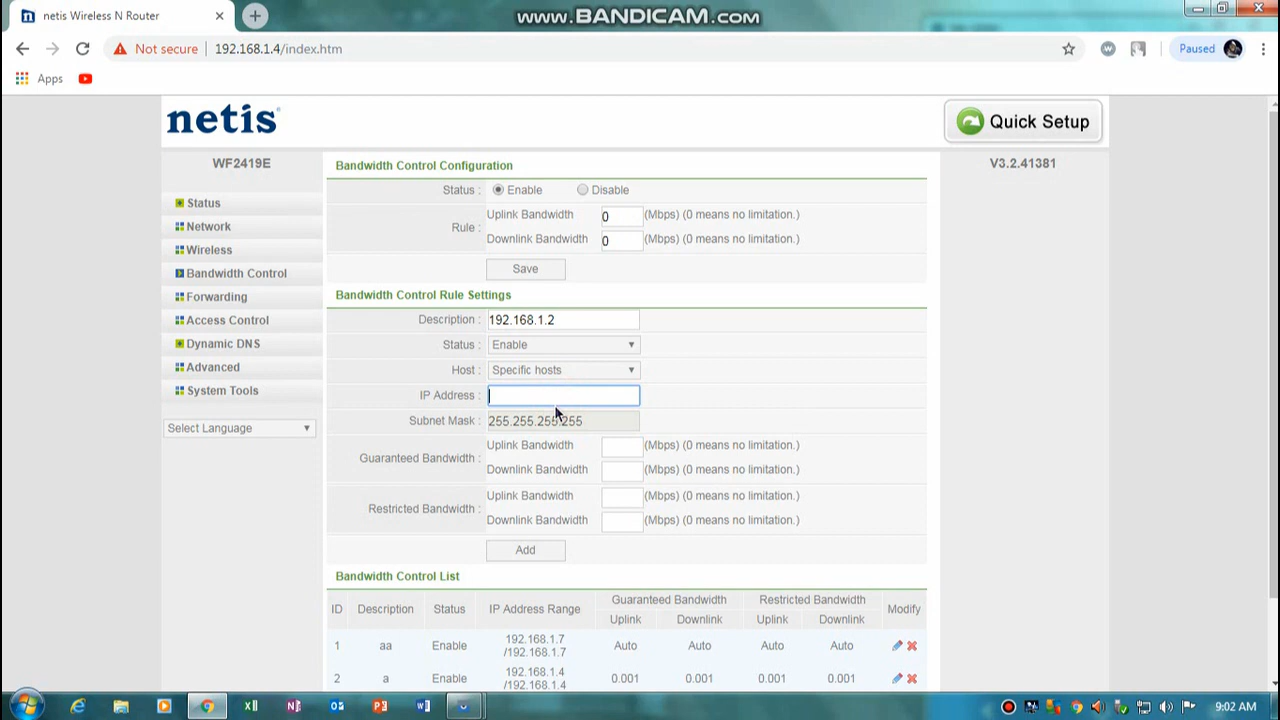 netis Wireless N Router
www.BANDICAM.com
Not secure
192.168.1.4/index.htm
Paused
Apps
netis
Quick Setup
WF2419E
V3.2.41381
Status
Network
Wireless
Bandwidth Control
Forwarding
Access Control
Dynamic DNS
Advanced
System Tools
Select Language
Bandwidth Control Configuration
Status : Enable Disable
Rule : Uplink Bandwidth 0 (Mbps) (0 means no limitation.)
Downlink Bandwidth 0 (Mbps) (0 means no limitation.)
Save
Bandwidth Control Rule Settings
Description : 192.168.1.2
Status : Enable
Host : Specific hosts
IP Address :
Subnet Mask : 255.255.255.255
Guaranteed Bandwidth : Uplink Bandwidth (Mbps) (0 means no limitation.)
Downlink Bandwidth (Mbps) (0 means no limitation.)
Restricted Bandwidth : Uplink Bandwidth (Mbps) (0 means no limitation.)
Downlink Bandwidth (Mbps) (0 means no limitation.)
Add
Bandwidth Control List
ID Description Status IP Address Range Guaranteed Bandwidth Restricted Bandwidth Modify
Uplink Downlink Uplink Downlink
1 aa Enable 192.168.1.7 /192.168.1.7 Auto Auto Auto Auto
2 a Enable 192.168.1.4 /192.168.1.4 0.001 0.001 0.001 0.001
9:02 AM